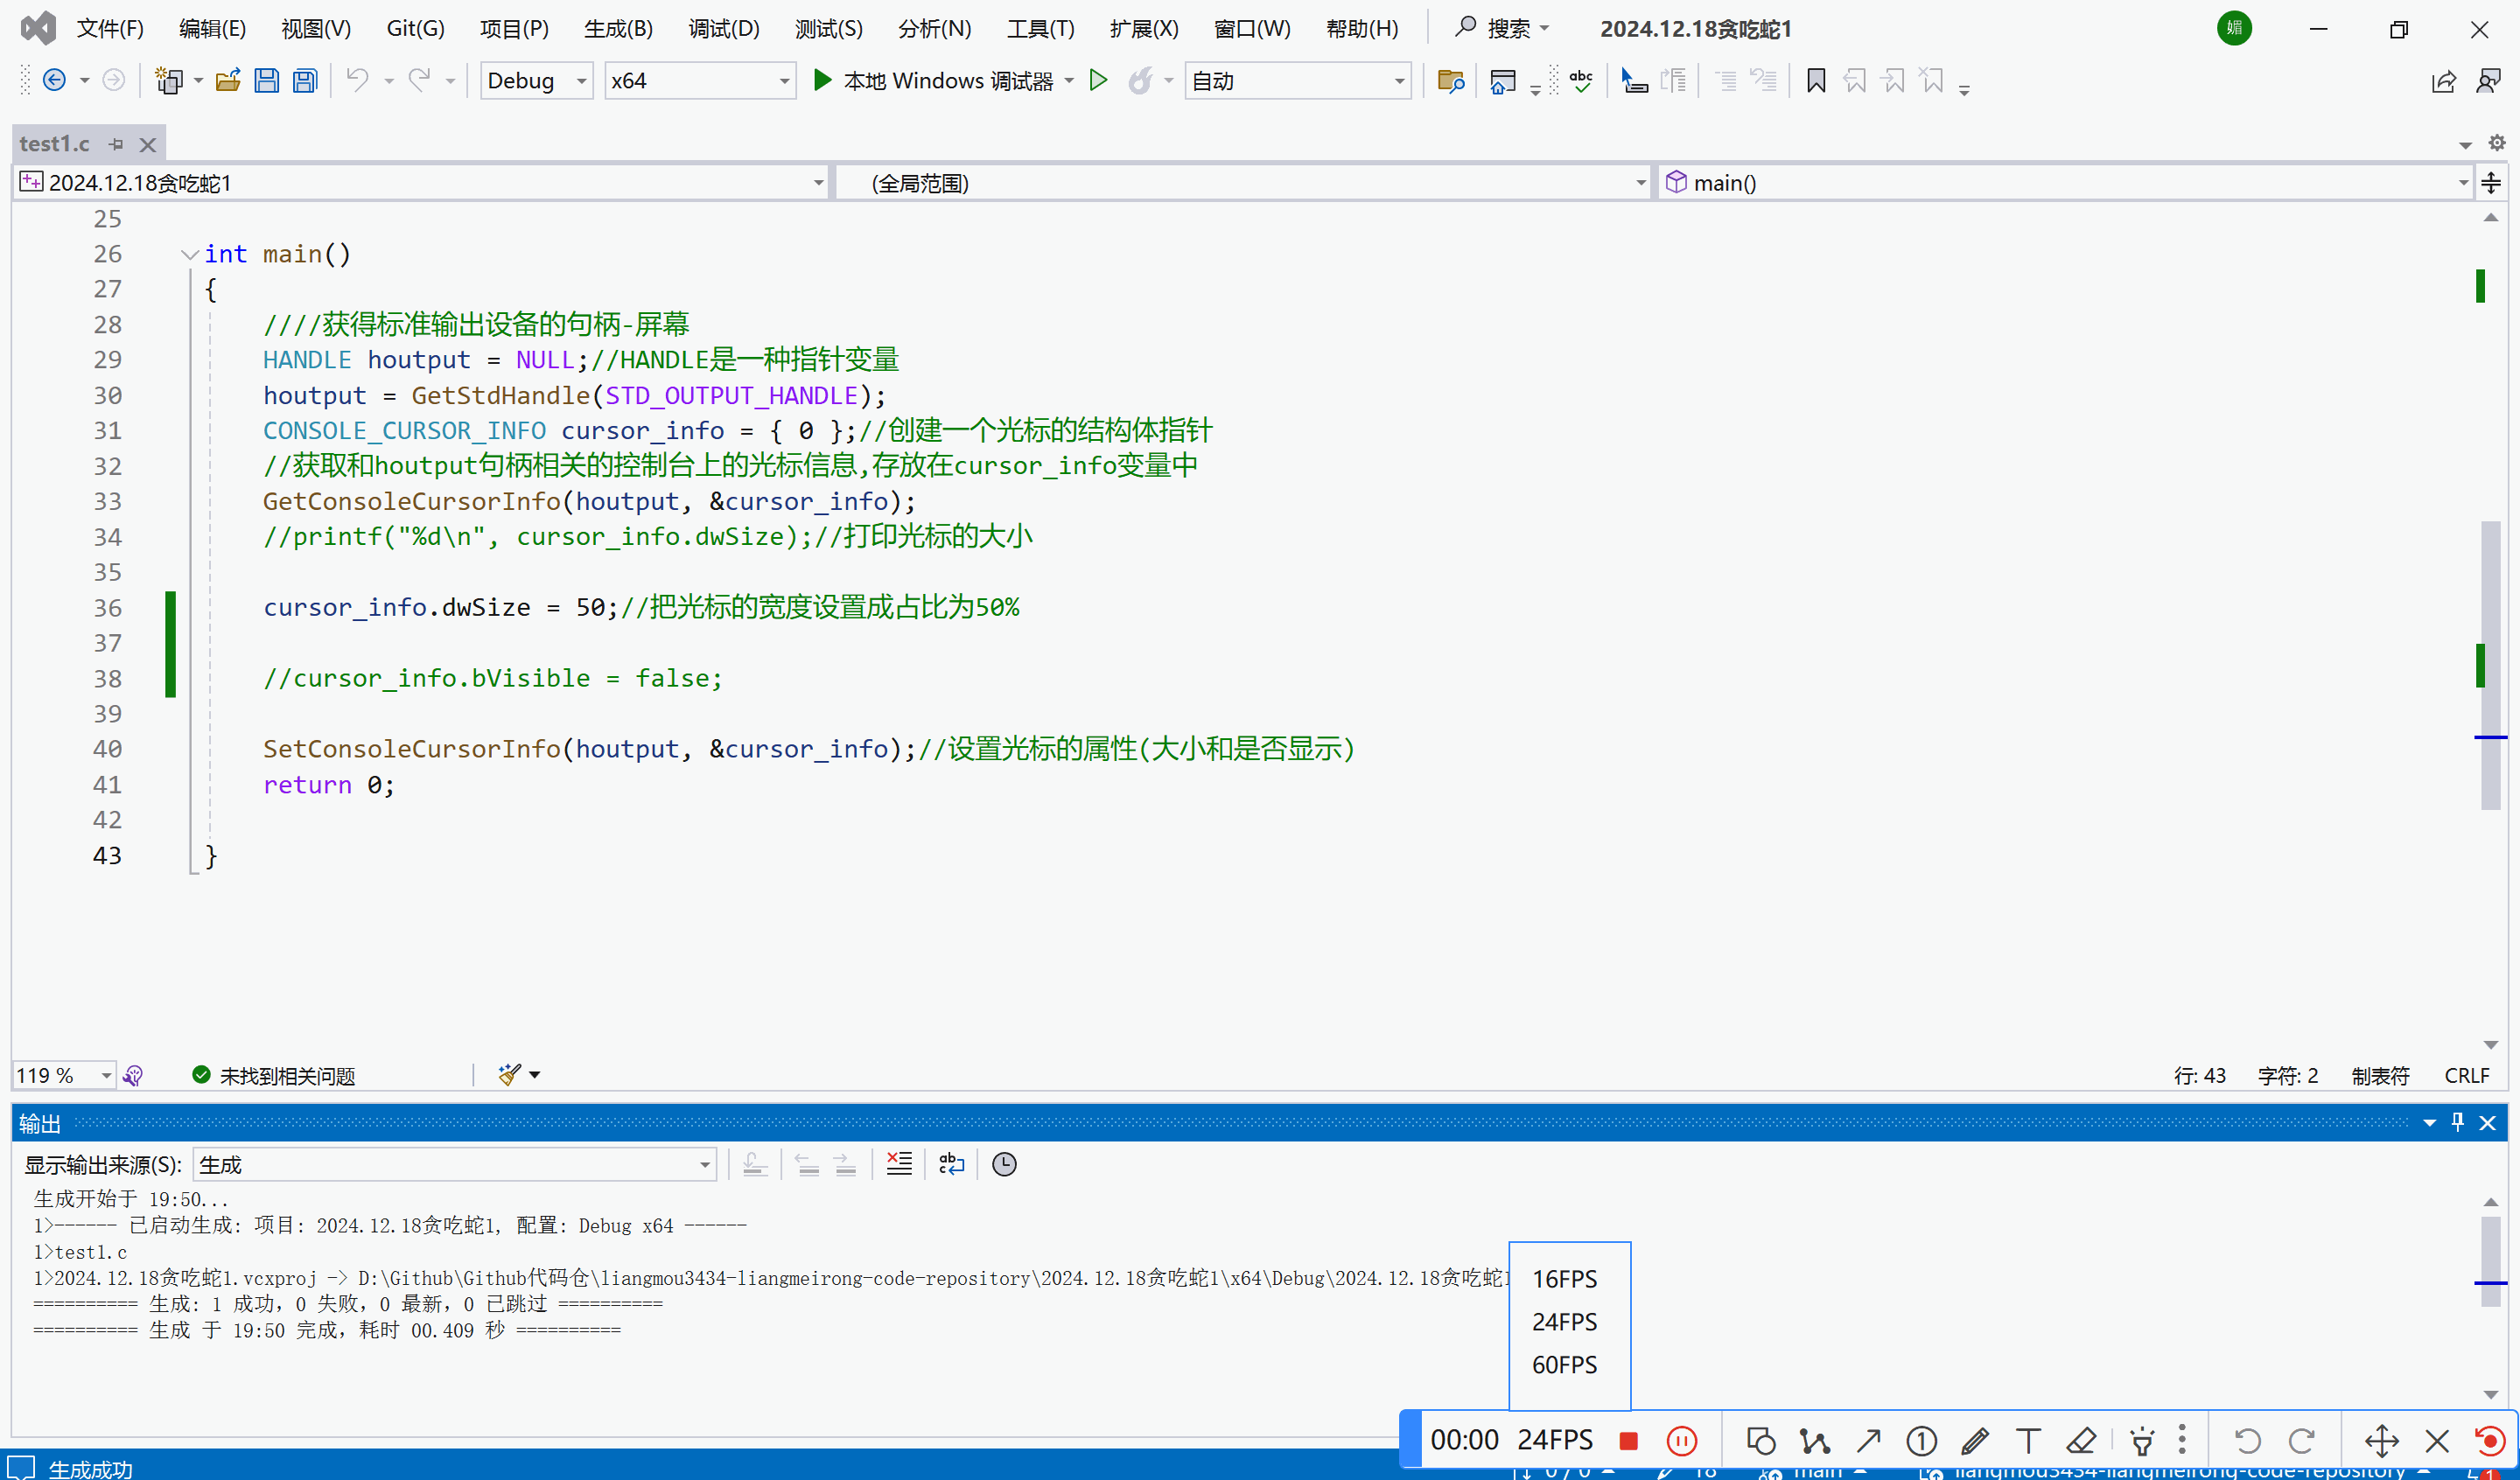 文件(F) 编辑(E) 视图(V) Git(G) 项目(P) 生成(B) 调试(D) 测试(S) 分析(N) 工具(T) 扩展(X) 窗口(W) 帮助(H) 搜索 2024.12.18贪吃蛇1 媚
Debug x64 本地 Windows 调试器 自动 abc
test1.c
2024.12.18贪吃蛇1 (全局范围) main()
25
26 int main()
27 {
28 ////获得标准输出设备的句柄-屏幕
29 HANDLE houtput = NULL;//HANDLE是一种指针变量
30 houtput = GetStdHandle(STD_OUTPUT_HANDLE);
31 CONSOLE_CURSOR_INFO cursor_info = { 0 };//创建一个光标的结构体指针
32 //获取和houtput句柄相关的控制台上的光标信息,存放在cursor_info变量中
33 GetConsoleCursorInfo(houtput, &cursor_info);
34 //printf("%d\n", cursor_info.dwSize);//打印光标的大小
35
36 cursor_info.dwSize = 50;//把光标的宽度设置成占比为50%
37
38 //cursor_info.bVisible = false;
39
40 SetConsoleCursorInfo(houtput, &cursor_info);//设置光标的属性(大小和是否显示)
41 return 0;
42
43 }
119 % 未找到相关问题 行: 43 字符: 2 制表符 CRLF
输出
显示输出来源(S): 生成
生成开始于 19:50...
1>------ 已启动生成: 项目: 2024.12.18贪吃蛇1, 配置: Debug x64 ------
1>test1.c
1>2024.12.18贪吃蛇1.vcxproj -> D:\Github\Github代码仓\liangmou3434-liangmeirong-code-repository\2024.12.18贪吃蛇1\x64\Debug\2024.12.18贪吃蛇1
========== 生成: 1 成功，0 失败，0 最新，0 已跳过 ==========
========== 生成 于 19:50 完成，耗时 00.409 秒 ==========
16FPS
24FPS
60FPS
00:00 24FPS
生成成功 0 / 0 18 main liangmou3434-liangmeirong-code-repository 1